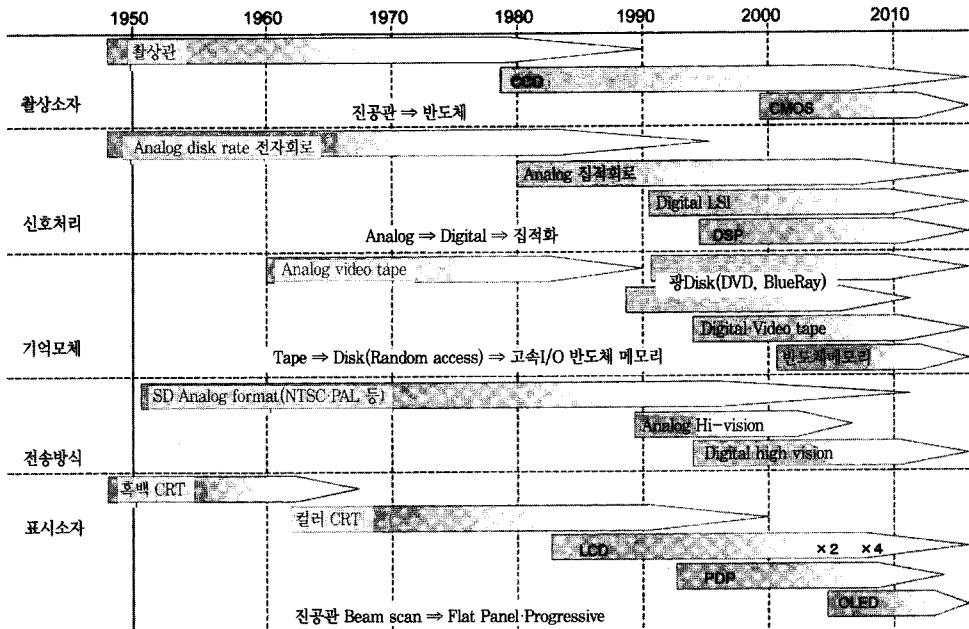 1950 1960 1970 1980 1990 2000 2010
촬상관
CCD
촬상소자
진공관 ⇒ 반도체
CMOS
Analog disk rate 전자회로
Analog 집적회로
Digital LSI
신호처리
Analog ⇒ Digital ⇒ 집적화
DSP
Analog video tape
광Disk(DVD, BlueRay)
Digital Video tape
기억모체
Tape ⇒ Disk(Random access) ⇒ 고속I/O 반도체 메모리
반도체메모리
SD Analog format(NTSC·PAL 등)
Analog Hi-vision
전송방식
Digital high vision
흑백 CRT
표시소자
컬러 CRT
LCD ×2 ×4
PDP
OLED
진공관 Beam scan ⇒ Flat Panel·Progressive